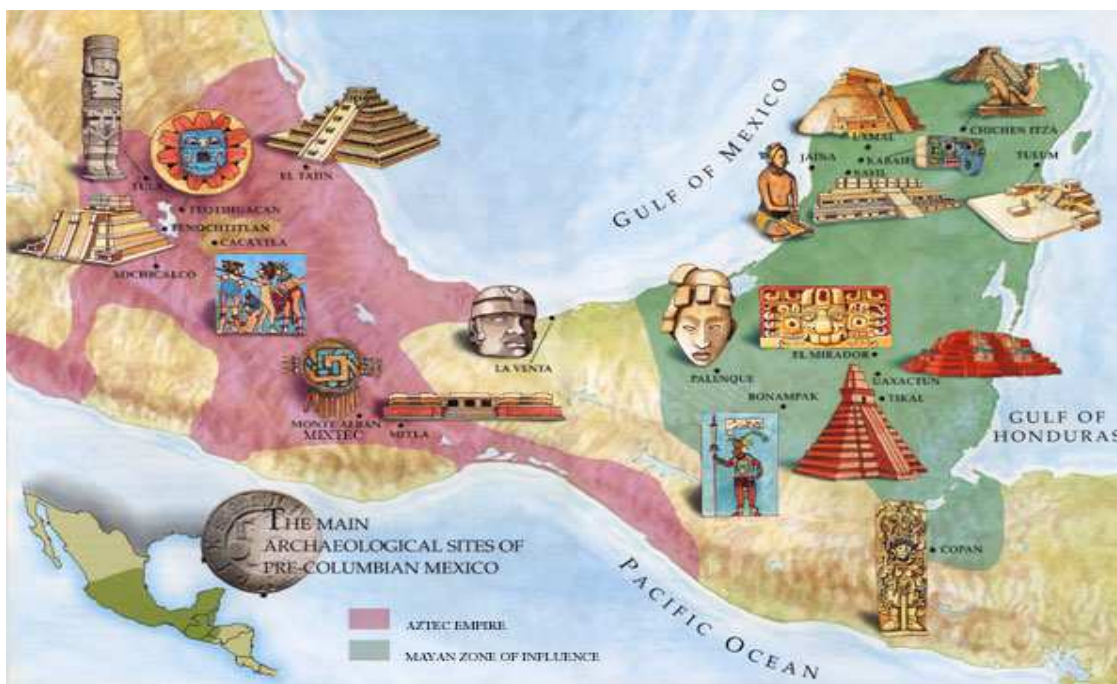 GULF OF MEXICO
TULA
EL TAJIN
TEOTIHUACAN
TENOCHTITLAN
CACAXTLA
XOCHICALCO
UXMAL
CHICHEN ITZA
JAINA
KABAH
TULUM
SAYIL
LA VENTA
EL MIRADOR
PALENQUE
UAXACTUN
BONAMPAK
TIKAL
MONTE ALBAN
MIXTEC
MITLA
GULF OF
HONDURAS
THE MAIN
ARCHAEOLOGICAL SITES OF
PRE-COLUMBIAN MEXICO
COPAN
PACIFIC OCEAN
AZTEC EMPIRE
MAYAN ZONE OF INFLUENCE